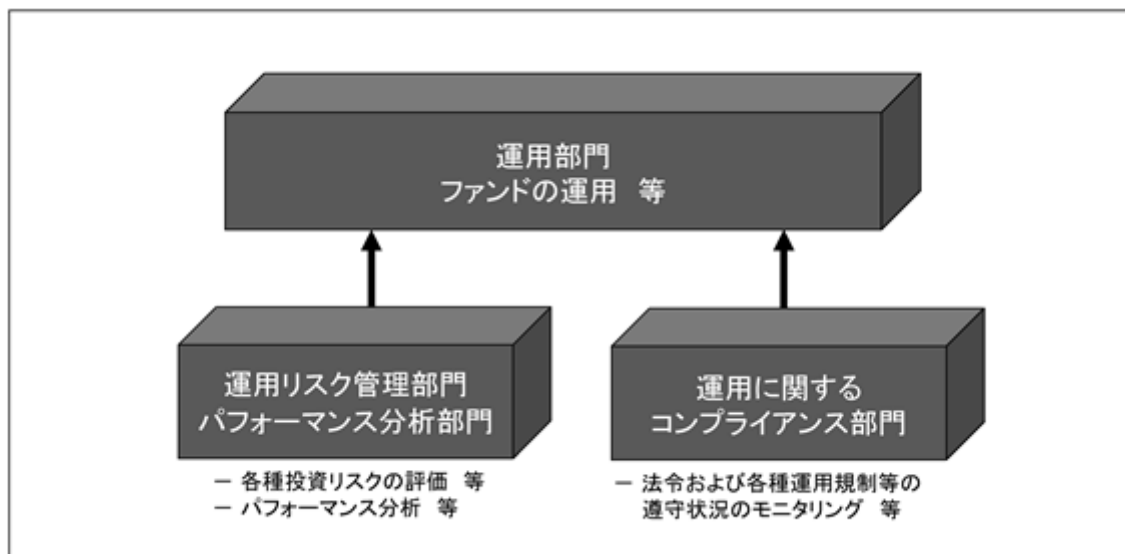 運用部門
ファンドの運用 等
運用リスク管理部門
パフォーマンス分析部門
運用に関する
コンプライアンス部門
― 各種投資リスクの評価 等
― パフォーマンス分析 等
― 法令および各種運用規制等の
遵守状況のモニタリング 等